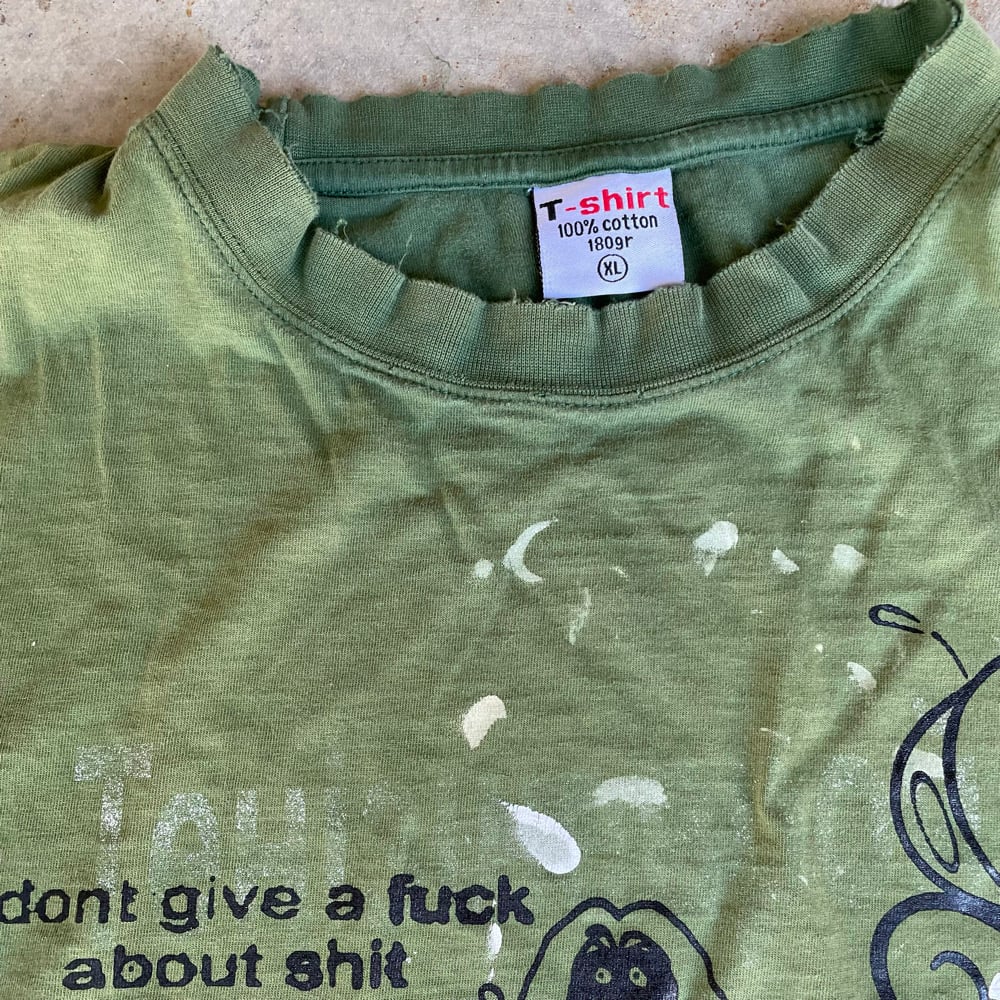 T-shirt
100% cotton
180gr
XL
dont give a fuck
about shit